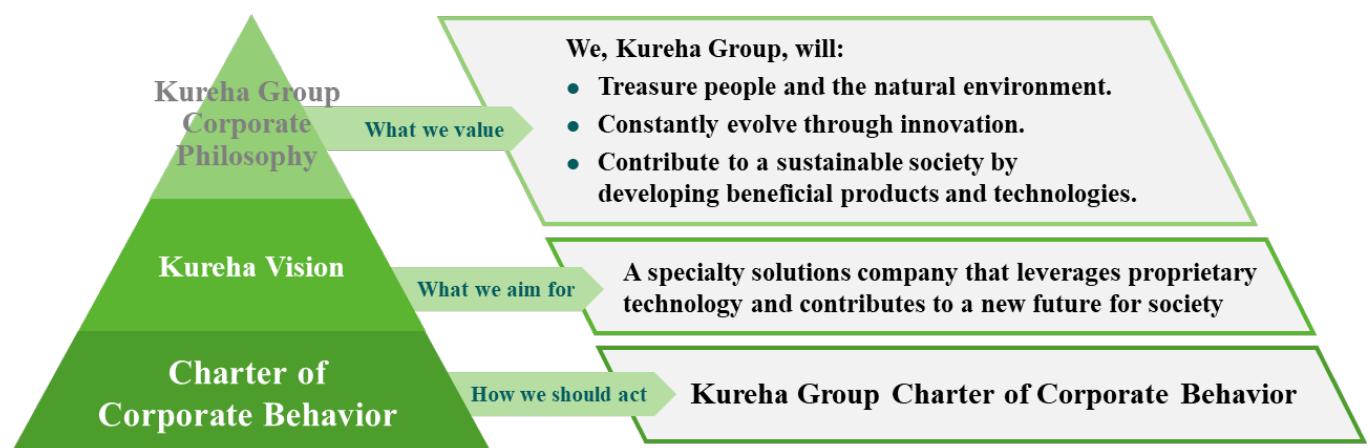 Kureha Group
Corporate
Philosophy
What we value
We, Kureha Group, will:
● Treasure people and the natural environment.
● Constantly evolve through innovation.
● Contribute to a sustainable society by
developing beneficial products and technologies.
Kureha Vision
What we aim for
A specialty solutions company that leverages proprietary
technology and contributes to a new future for society
Charter of
Corporate Behavior
How we should act
Kureha Group Charter of Corporate Behavior